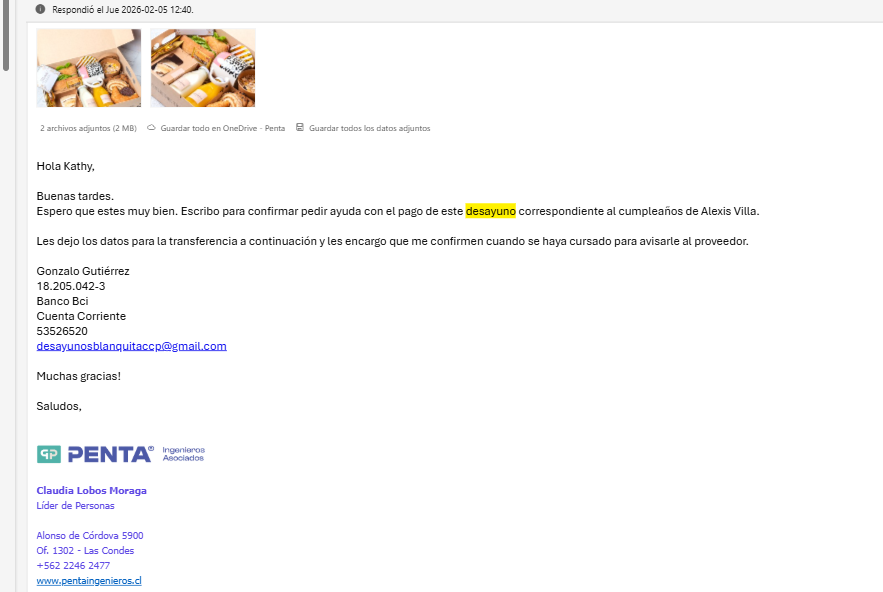 Respondió el Jue 2026-02-05 12:40.
2 archivos adjuntos (2 MB) Guardar todo en OneDrive - Penta Guardar todos los datos adjuntos
Hola Kathy,
Buenas tardes.
Espero que estes muy bien. Escribo para confirmar pedir ayuda con el pago de este desayuno correspondiente al cumpleaños de Alexis Villa.
Les dejo los datos para la transferencia a continuación y les encargo que me confirmen cuando se haya cursado para avisarle al proveedor.
Gonzalo Gutiérrez
18.205.042-3
Banco Bci
Cuenta Corriente
53526520
desayunosblanquitaccp@gmail.com
Muchas gracias!
Saludos,
PENTA® Ingenieros
Asociados
Claudia Lobos Moraga
Líder de Personas
Alonso de Córdova 5900
Of. 1302 - Las Condes
+562 2246 2477
www.pentaingenieros.cl